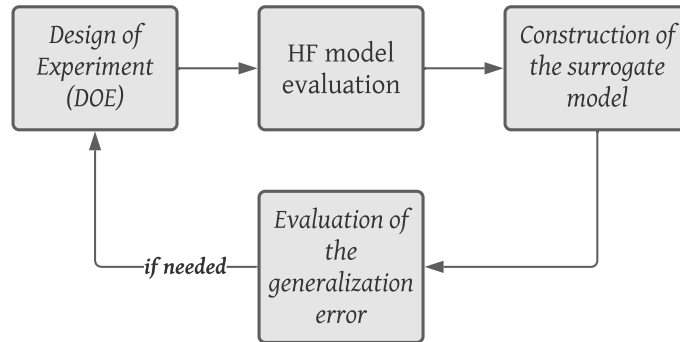 Design of
Experiment
(DOE)
HF model
evaluation
Construction of
the surrogate
model
Evaluation of
the
generalization
error
if needed